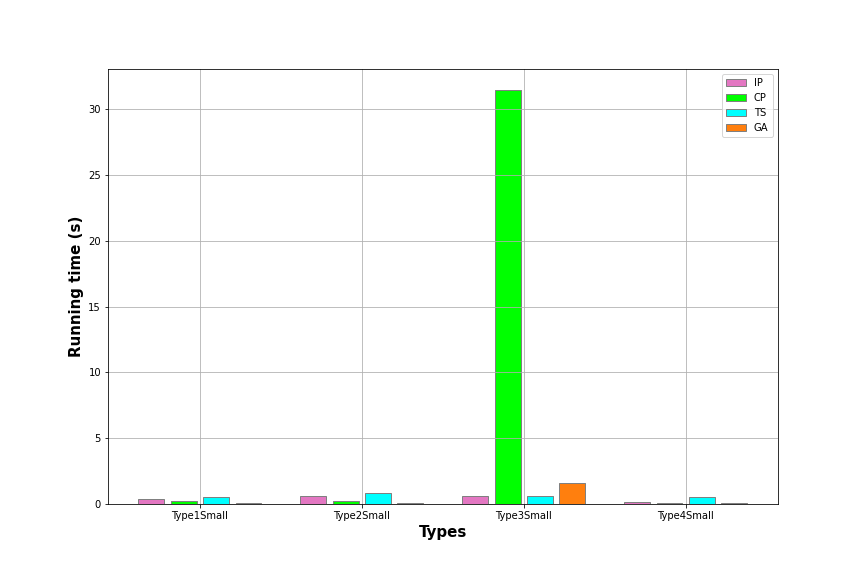 IP
CP
TS
GA
30
25
20
15
10
5
0
Running time (s)
Type1Small Type2Small Type3Small Type4Small
Types